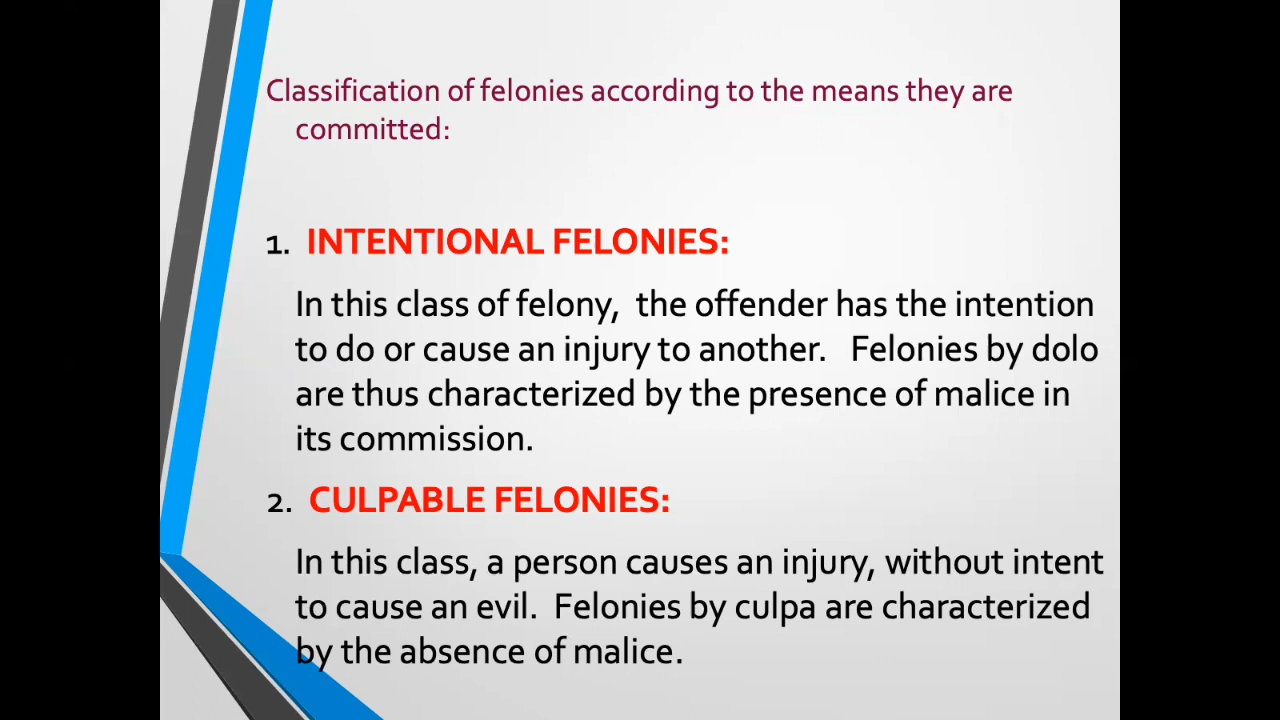 Classification of felonies according to the means they are
committed:
1. INTENTIONAL FELONIES:
In this class of felony, the offender has the intention
to do or cause an injury to another. Felonies by dolo
are thus characterized by the presence of malice in
its commission.
2. CULPABLE FELONIES:
In this class, a person causes an injury, without intent
to cause an evil. Felonies by culpa are characterized
by the absence of malice.